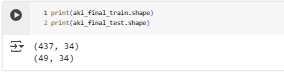 1 print(aki_final_train.shape)
2 print(aki_final_test.shape)
(437, 34)
(49, 34)